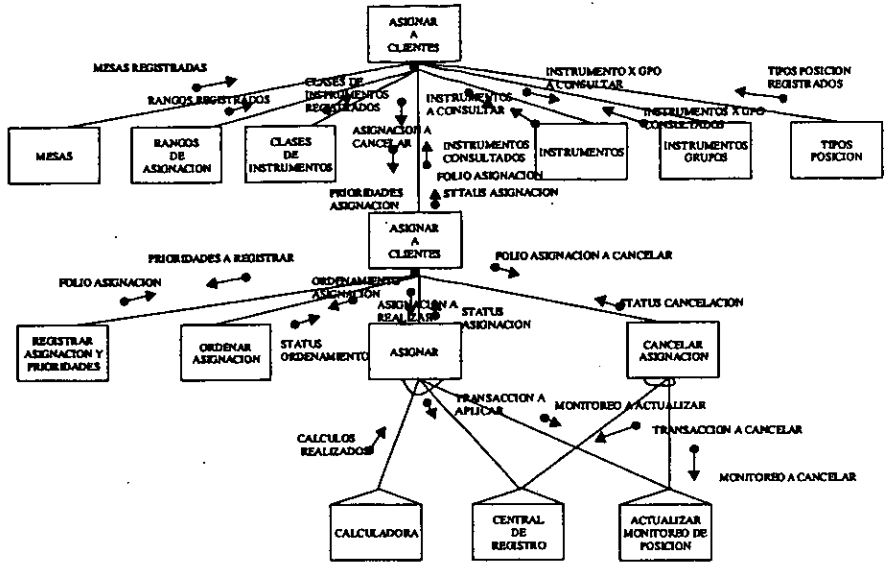 ASIGNAR
A
CLIENTES
MESAS REGISTRADAS
RANGOS REGISTRADOS
CLASES DE
INSTRUMENTOS
REGISTRADOS
ASIGNACION A
CANCELAR
INSTRUMENTOS
A CONSULTAR
INSTRUMENTO X GPO
A CONSULTAR
TIPOS POSICION
REGISTRADOS
INSTRUMENTOS X GPO
CONSULTADOS
INSTRUMENTOS
CONSULTADOS
MESAS
RANGOS
DE
ASIGNACION
CLASES
DE
INSTRUMENTOS
INSTRUMENTOS
INSTRUMENTOS
GRUPOS
TIPOS
POSICION
FOLIO ASIGNACION
PRIORIDADES
ASIGNACION
STTAUS ASIGNACION
ASIGNAR
A
CLIENTES
PRIORIDADES A REGISTRAR
FOLIO ASIGNACION
ORDENAMIENTO
ASIGNACION
STATUS
ORDENAMIENTO
ASIGNACION A
REALIZAR
STATUS
ASIGNACION
FOLIO ASIGNACION A CANCELAR
STATUS CANCELACION
REGISTRAR
ASIGNACION Y
PRIORIDADES
ORDENAR
ASIGNACION
ASIGNAR
CANCELAR
ASIGNACION
CALCULOS
REALIZADOS
TRANSACCION A
APLICAR
MONITOREO A ACTUALIZAR
TRANSACCION A CANCELAR
MONITOREO A CANCELAR
CALCULADORA
CENTRAL
DE
REGISTRO
ACTUALIZAR
MONITOREO DE
POSICION